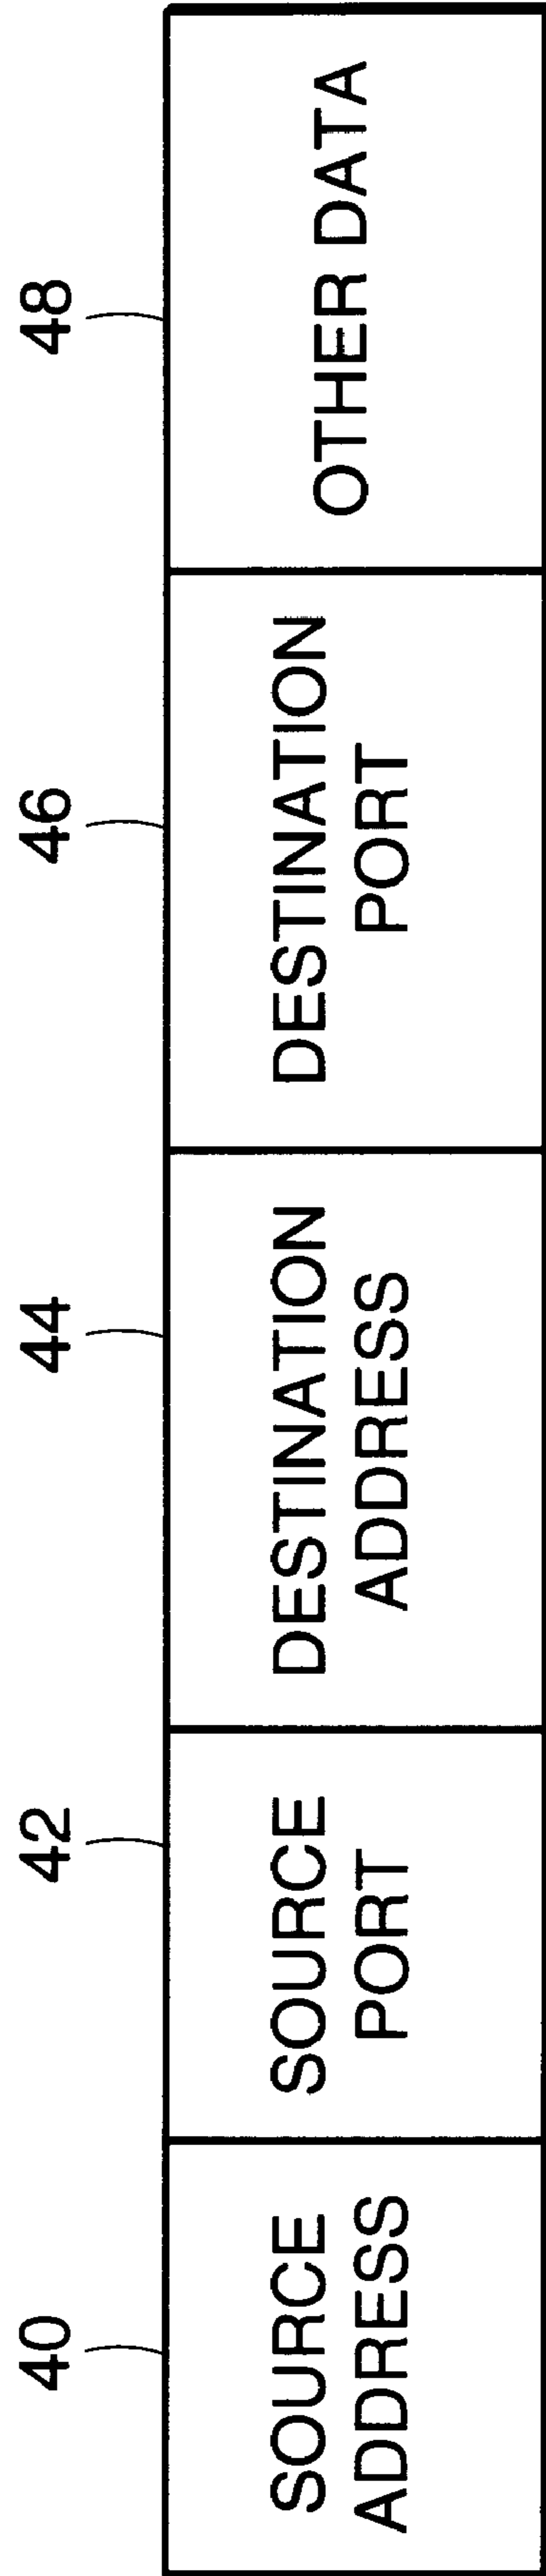 40
42
44
46
48
SOURCE
ADDRESS
SOURCE
PORT
DESTINATION
ADDRESS
DESTINATION
PORT
OTHER DATA